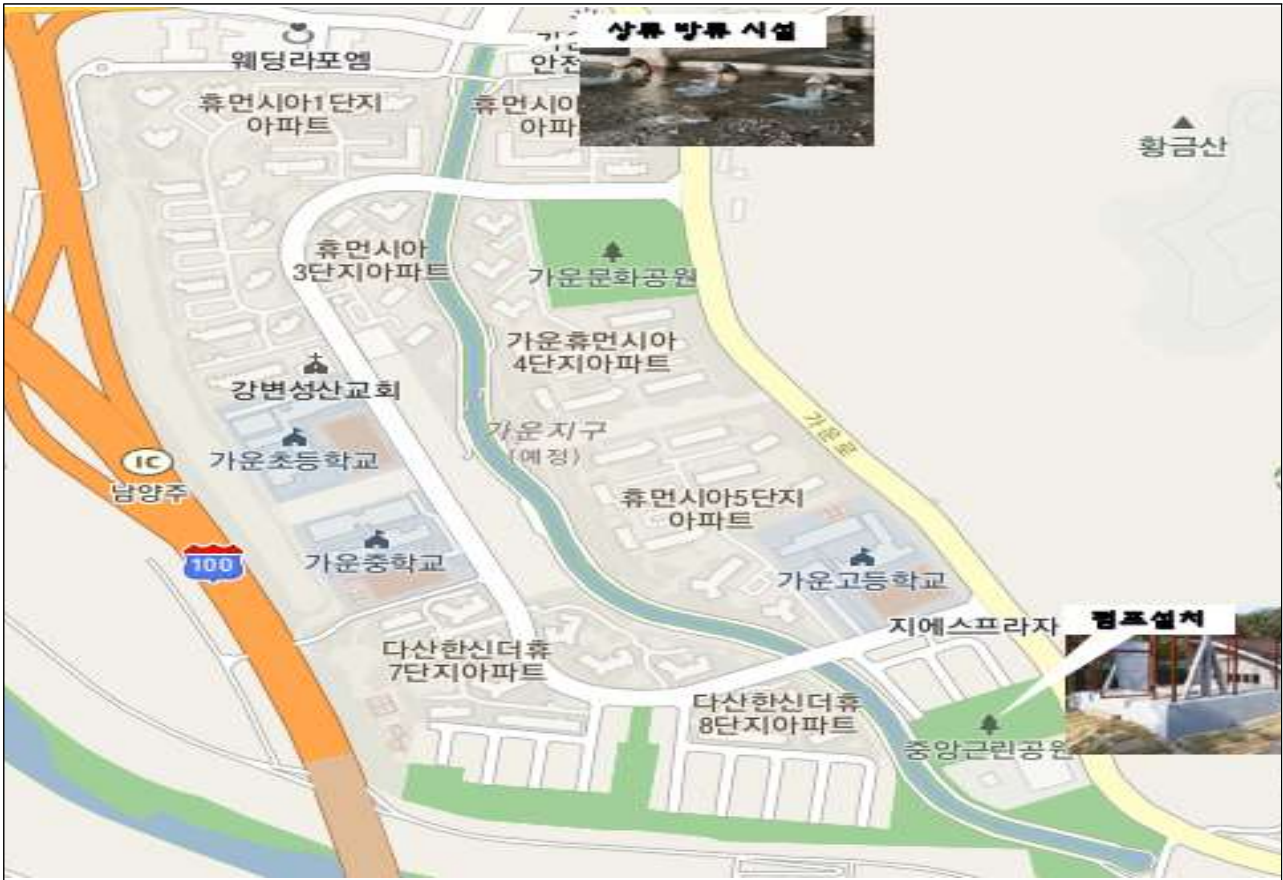 상류 방류 시설
웨딩라포엠
안전
휴먼시아1단지
아파트
휴먼시아
황금산
휴먼시아
3단지아파트
가운문화공원
가운휴먼시아
4단지아파트
강변성산교회
가운로
가운지구
(예정)
가운초등학교
IC
남양주
휴먼시아5단지
아파트
100
가운중학교
가운고등학교
지에스프라자
펌프설치
다산한신더휴
7단지아파트
다산한신더휴
8단지아파트
중앙근린공원